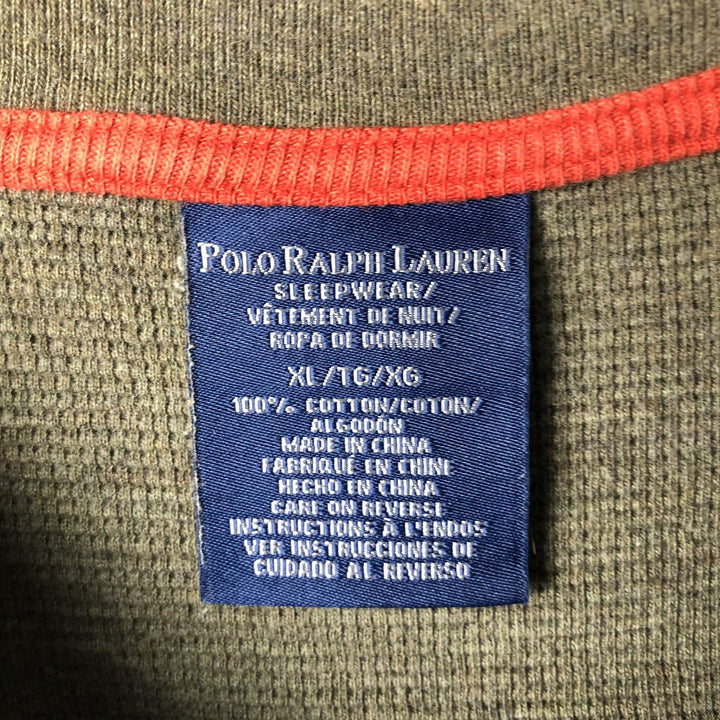 POLO RALPH LAUREN
SLEEPWEAR/
VÊTEMENT DE NUIT/
ROPA DE DORMIR
XL/TG/XG
100% COTTON/COTON/
ALGODÓN
MADE IN CHINA
FABRIQUÉ EN CHINE
HECHO EN CHINA
CARE ON REVERSE
INSTRUCTIONS À L'ENDOS
VER INSTRUCCIONES DE
CUIDADO AL REVERSO